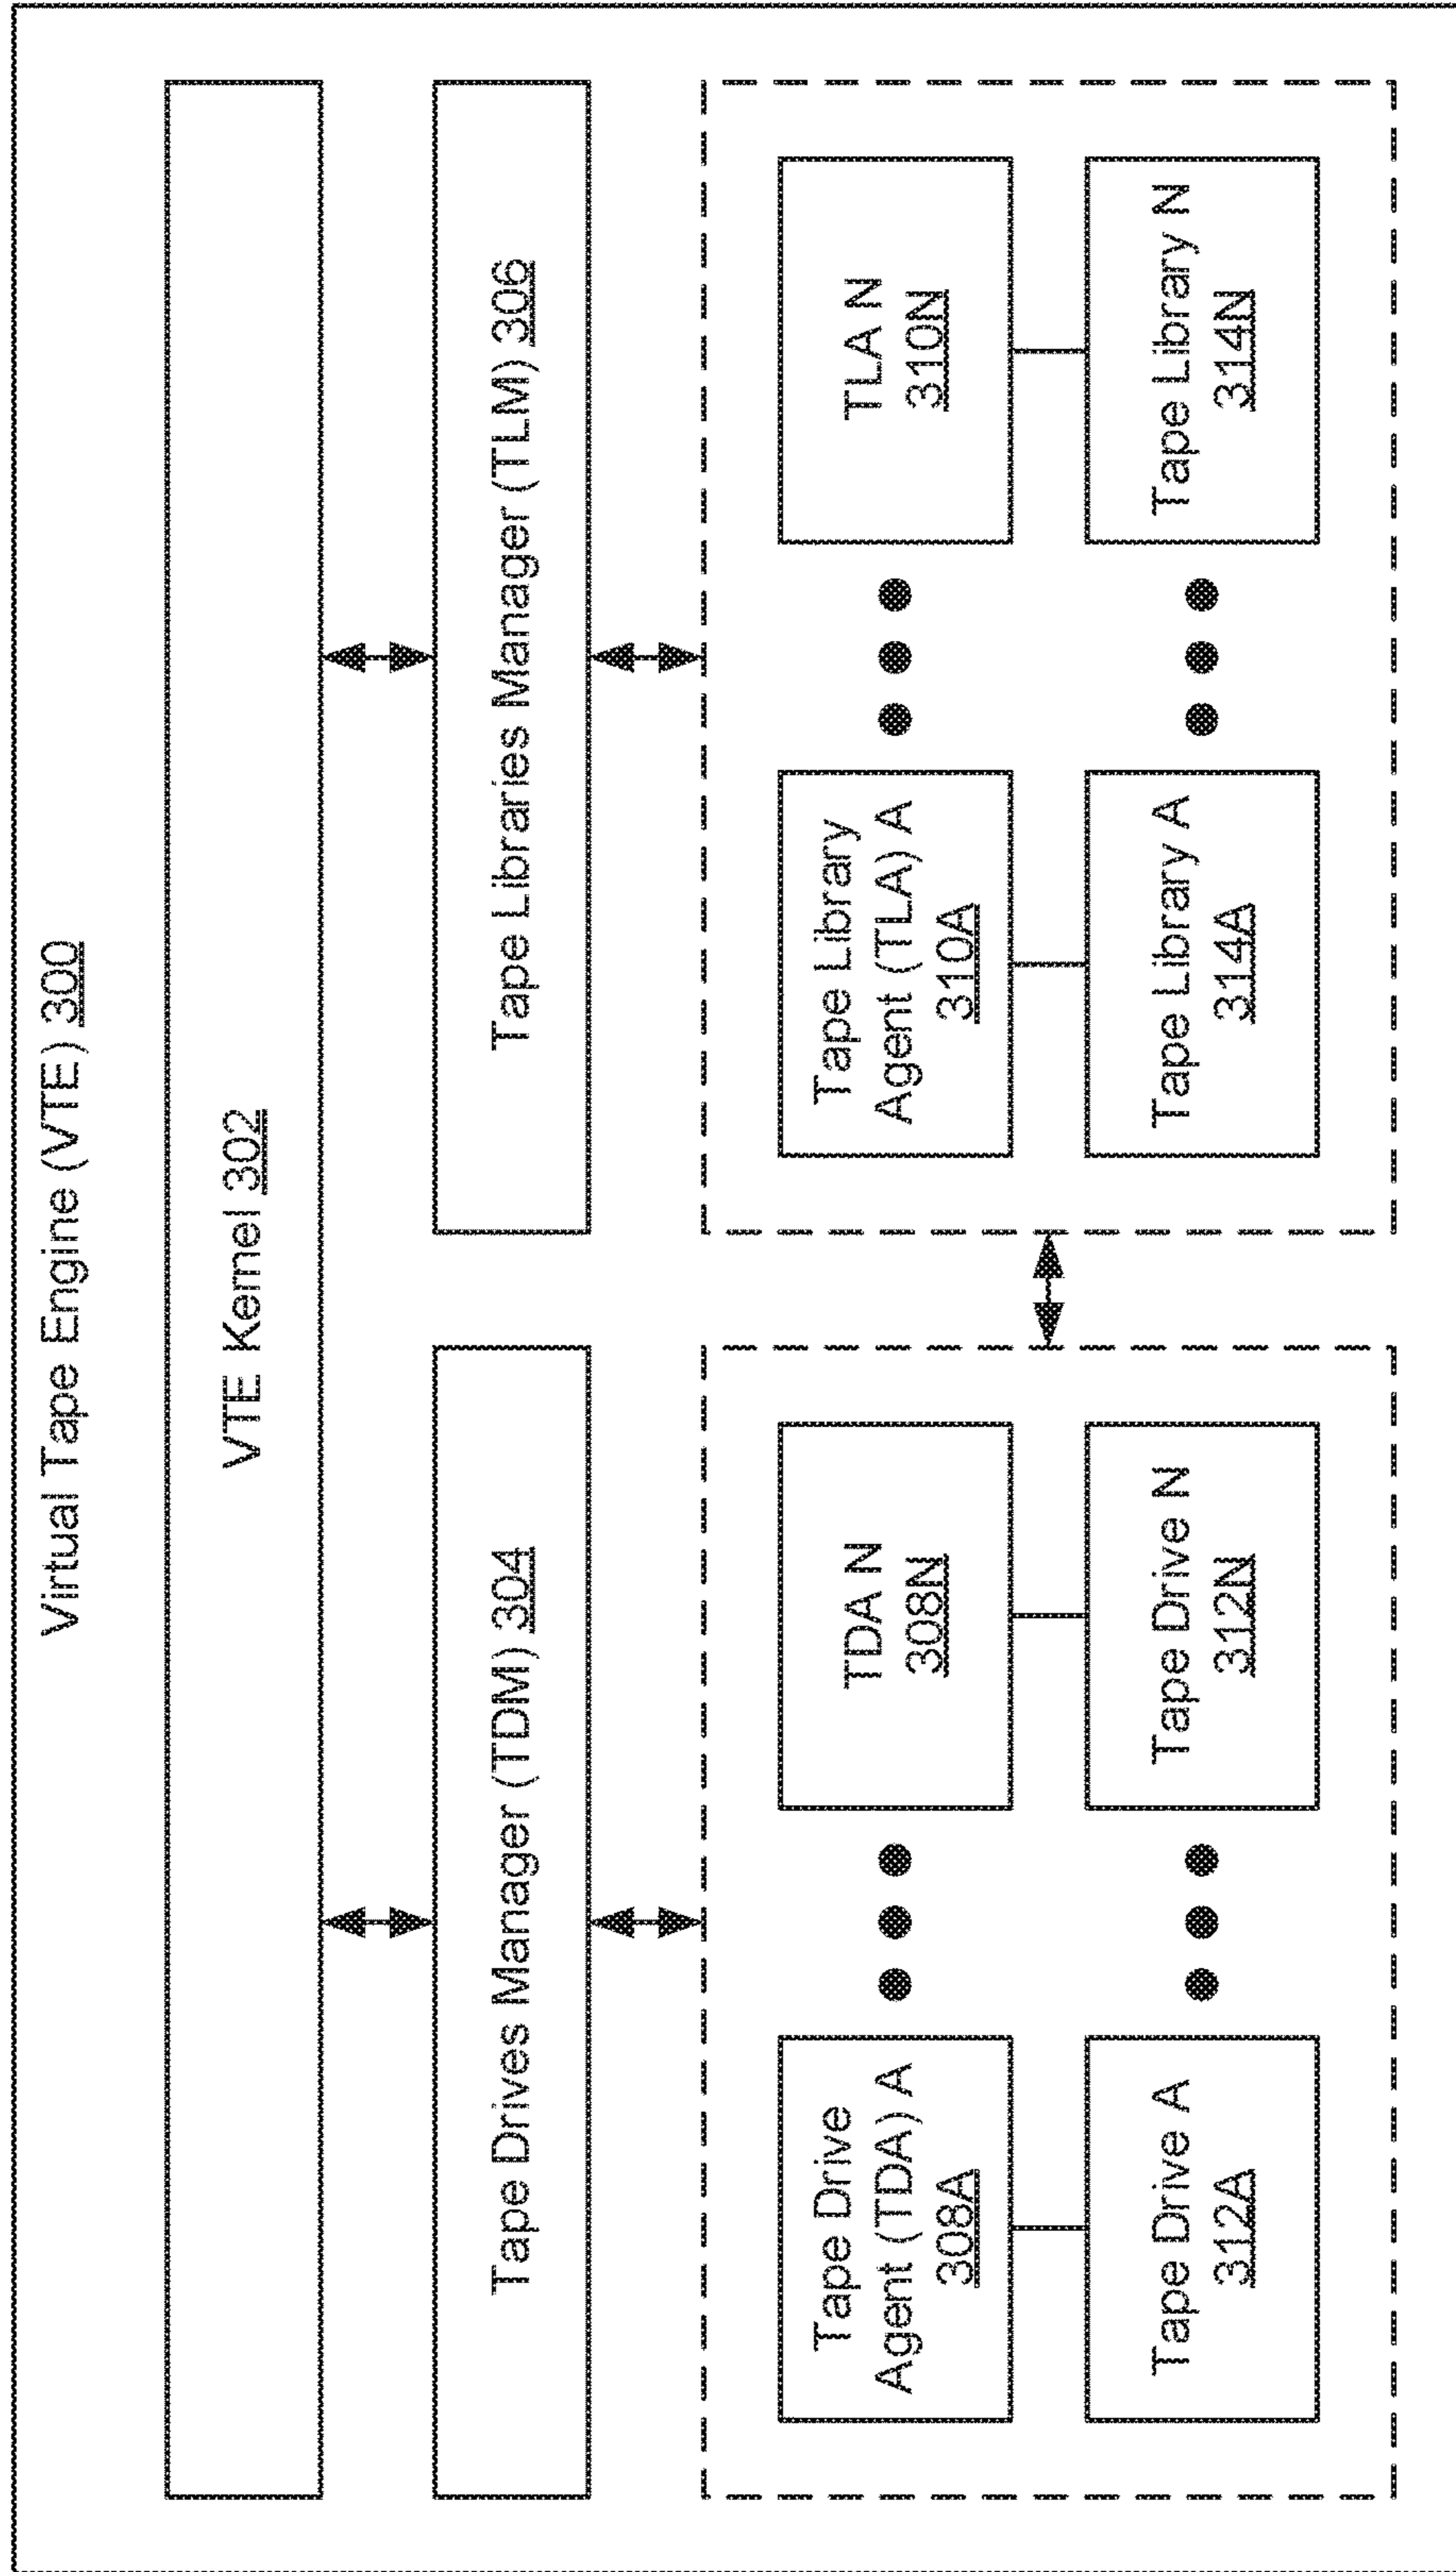 Virtual Tape Engine (VTE) 300
VTE Kernel 302
Tape Drives Manager (TDM) 304
Tape Libraries Manager (TLM) 306
Tape Drive
Agent (TDA) A
308A
TDA N
308N
Tape Library
Agent (TLA) A
310A
TLA N
310N
Tape Drive A
312A
Tape Drive N
312N
Tape Library A
314A
Tape Library N
314N